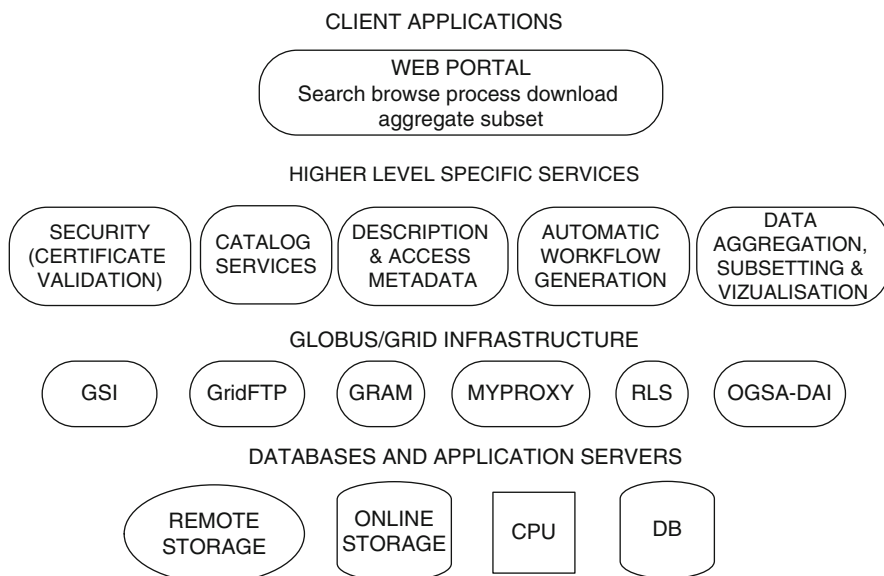 CLIENT APPLICATIONS
WEB PORTAL
Search browse process download
aggregate subset
HIGHER LEVEL SPECIFIC SERVICES
SECURITY
(CERTIFICATE
VALIDATION)
CATALOG
SERVICES
DESCRIPTION
& ACCESS
METADATA
AUTOMATIC
WORKFLOW
GENERATION
DATA
AGGREGATION,
SUBSETTING &
VIZUALISATION
GLOBUS/GRID INFRASTRUCTURE
GSI
GridFTP
GRAM
MYPROXY
RLS
OGSA-DAI
DATABASES AND APPLICATION SERVERS
REMOTE
STORAGE
ONLINE
STORAGE
CPU
DB